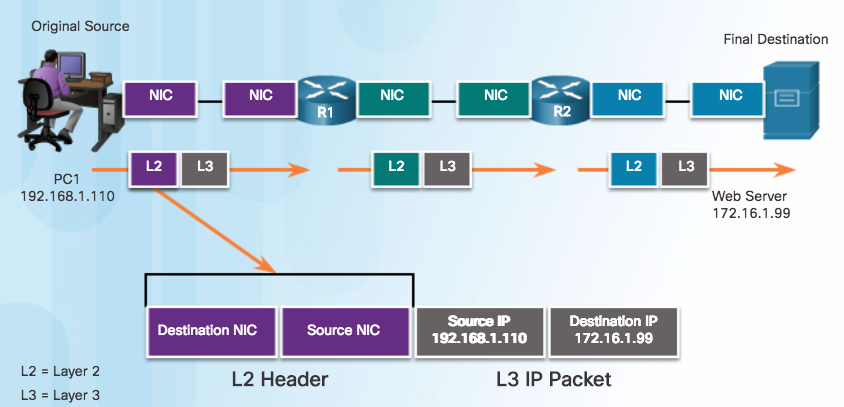 Original Source
Final Destination
NIC NIC R1 NIC NIC R2 NIC NIC
L2 L3 L2 L3 L2 L3
PC1
192.168.1.110
Web Server
172.16.1.99
Destination NIC Source NIC Source IP Destination IP
192.168.1.110 172.16.1.99
L2 = Layer 2
L2 Header L3 IP Packet
L3 = Layer 3